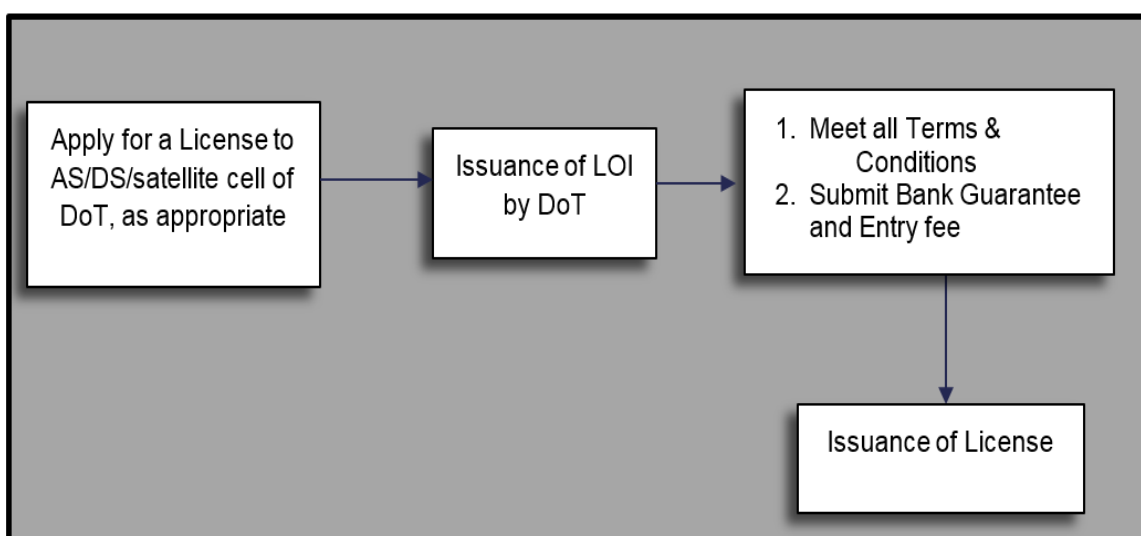 Apply for a License to
AS/DS/satellite cell of
DoT, as appropriate
Issuance of LOI
by DoT
1. Meet all Terms &
Conditions
2. Submit Bank Guarantee
and Entry fee
Issuance of License